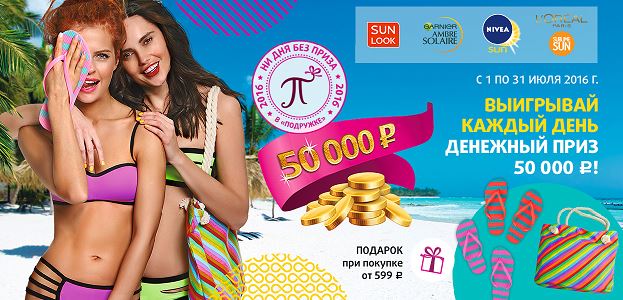 SUN
LOOK
GARNIER
AMBRE
SOLAIRE
NIVEA
sun
L'ORÉAL
PARIS
SUBLIME
SUN
С 1 ПО 31 ИЮЛЯ 2016 Г.
2016 • НИ ДНЯ БЕЗ ПРИЗА • 2016
В «ПОДРУЖКЕ»
П
50 000 ₽
ВЫИГРЫВАЙ
КАЖДЫЙ ДЕНЬ
ДЕНЕЖНЫЙ ПРИЗ
50 000 ₽!
ПОДАРОК
при покупке
от 599 ₽